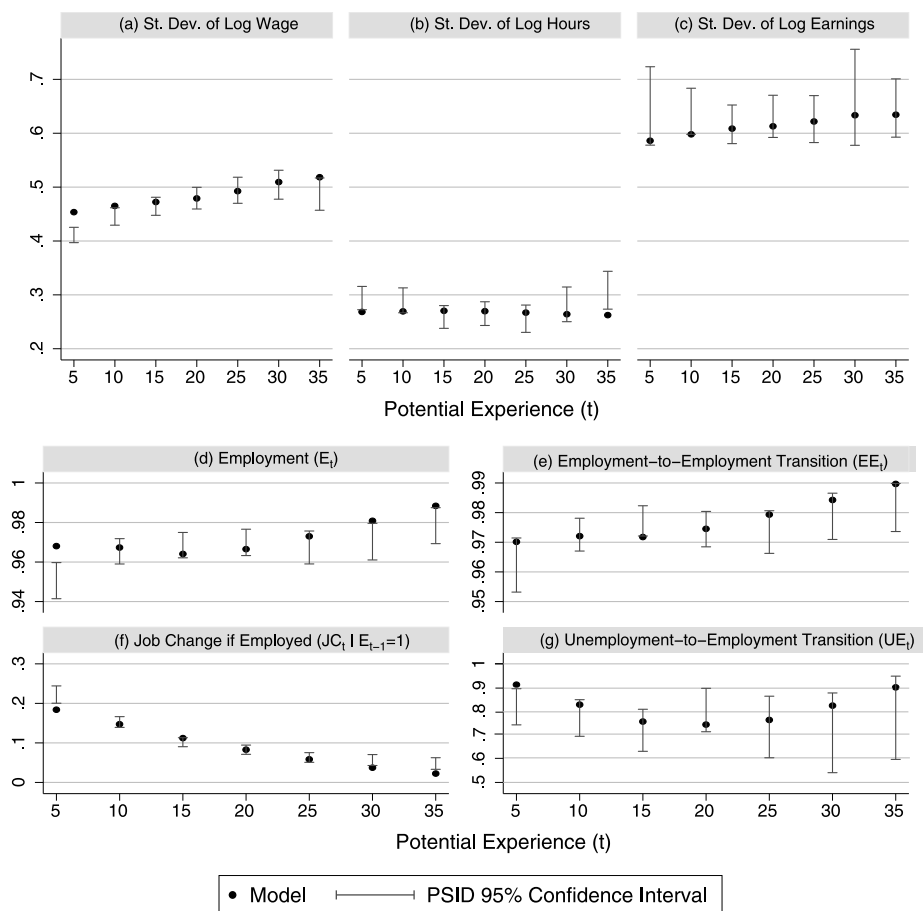 (a) St. Dev. of Log Wage
(b) St. Dev. of Log Hours
(c) St. Dev. of Log Earnings
.7
.6
.5
.4
.3
.2
5 10 15 20 25 30 35
5 10 15 20 25 30 35
5 10 15 20 25 30 35
Potential Experience (t)
(d) Employment (Eₜ)
1
.98
.96
.94
(e) Employment−to−Employment Transition (EEₜ)
.99
.98
.97
.96
.95
(f) Job Change if Employed (JCₜ | Eₜ₋₁=1)
.3
.2
.1
0
5 10 15 20 25 30 35
(g) Unemployment−to−Employment Transition (UEₜ)
1
.9
.8
.7
.6
.5
5 10 15 20 25 30 35
Potential Experience (t)
Model
PSID 95% Confidence Interval